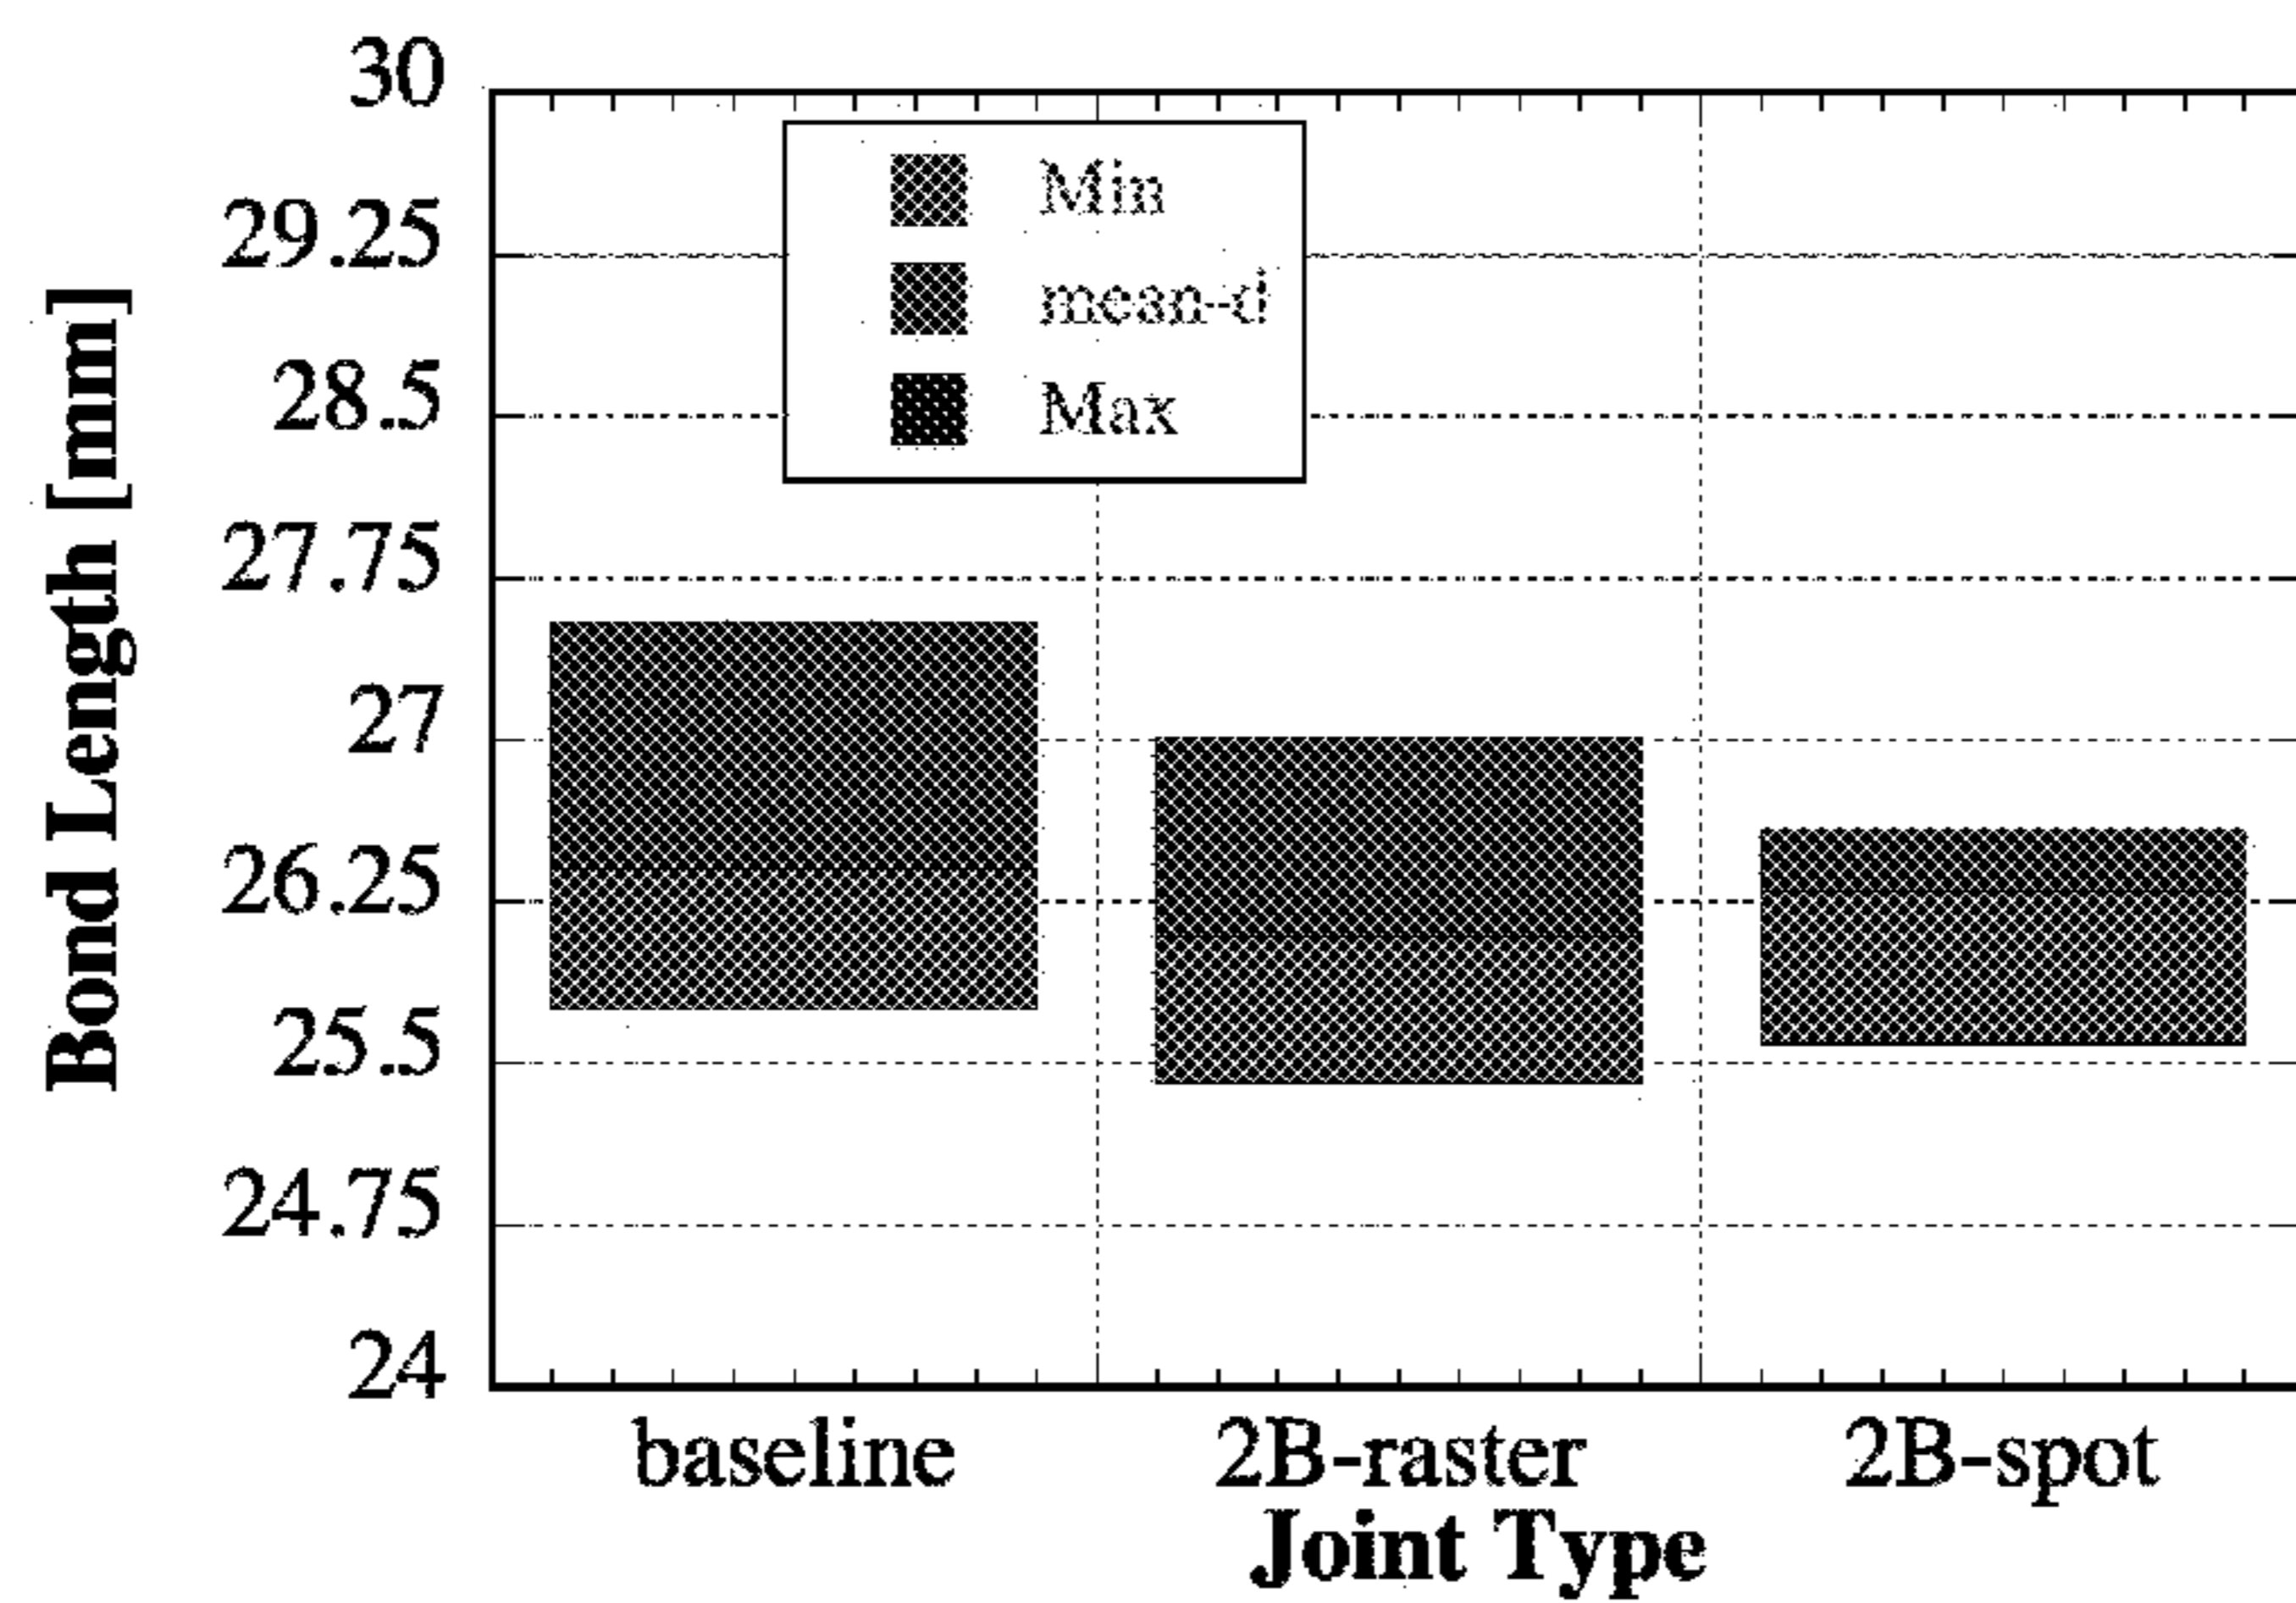 30
29.25
28.5
27.75
27
26.25
25.5
24.75
24
Bond Length [mm]
Min
mean-d
Max
baseline 2B-raster 2B-spot
Joint Type